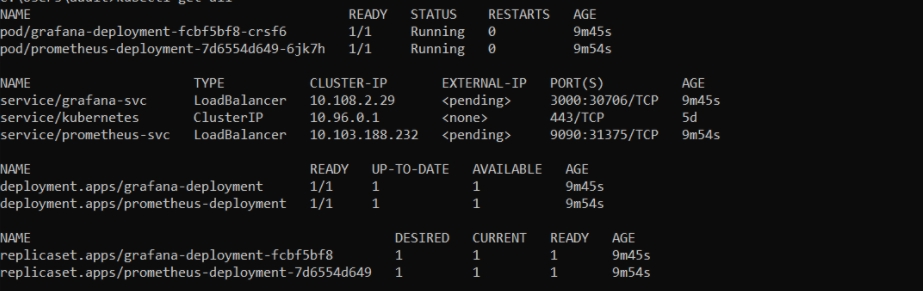 NAME READY STATUS RESTARTS AGE
pod/grafana-deployment-fcbf5bf8-crsf6 1/1 Running 0 9m45s
pod/prometheus-deployment-7d6554d649-6jk7h 1/1 Running 0 9m54s
NAME TYPE CLUSTER-IP EXTERNAL-IP PORT(S) AGE
service/grafana-svc LoadBalancer 10.108.2.29 <pending> 3000:30706/TCP 9m45s
service/kubernetes ClusterIP 10.96.0.1 <none> 443/TCP 5d
service/prometheus-svc LoadBalancer 10.103.188.232 <pending> 9090:31375/TCP 9m54s
NAME READY UP-TO-DATE AVAILABLE AGE
deployment.apps/grafana-deployment 1/1 1 1 9m45s
deployment.apps/prometheus-deployment 1/1 1 1 9m54s
NAME DESIRED CURRENT READY AGE
replicaset.apps/grafana-deployment-fcbf5bf8 1 1 1 9m45s
replicaset.apps/prometheus-deployment-7d6554d649 1 1 1 9m54s